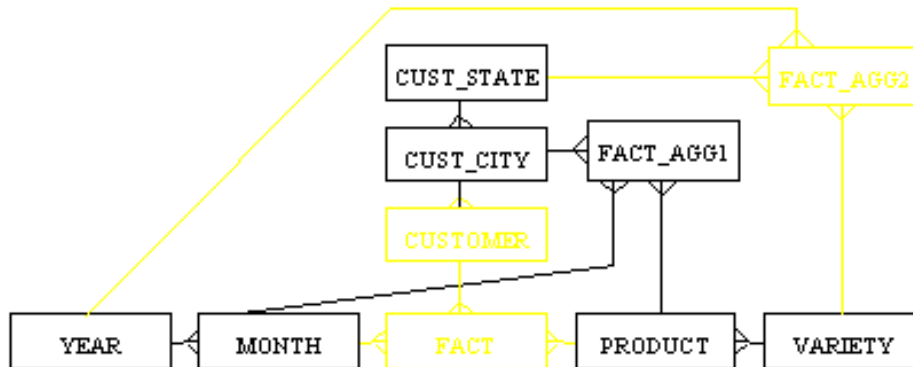 CUST_STATE
FACT_AGG2
CUST_CITY
FACT_AGG1
CUSTOMER
YEAR
MONTH
FACT
PRODUCT
VARIETY